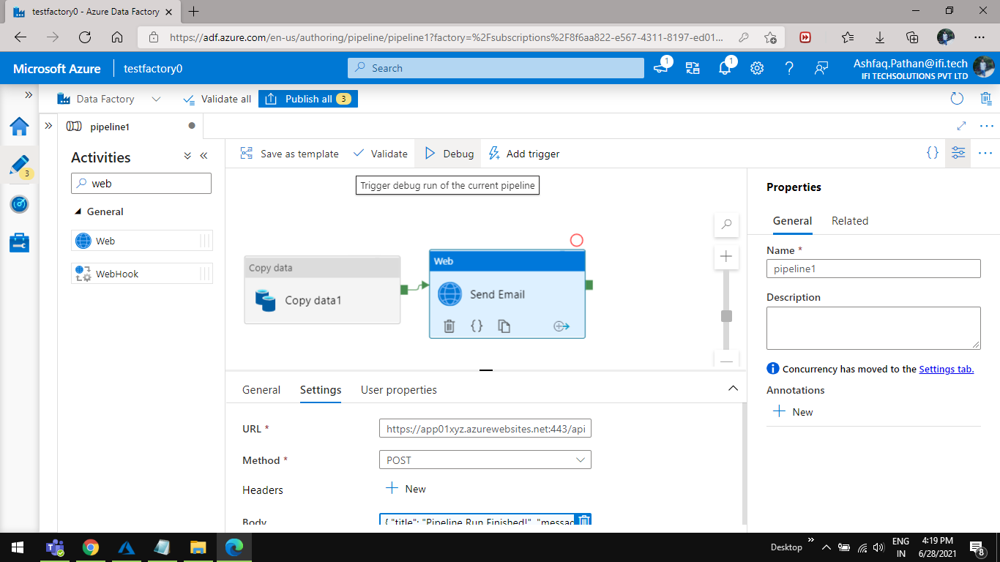 testfactory0 - Azure Data Factory
https://adf.azure.com/en-us/authoring/pipeline/pipeline1?factory=%2Fsubscriptions%2F8f6aa822-e567-4311-8197-ed01...
Microsoft Azure
testfactory0
Search
1
1
Ashfaq.Pathan@ifi.tech
IFI TECHSOLUTIONS PVT LTD
Data Factory
Validate all
Publish all 3
pipeline1
Activities
3
web
General
Web
WebHook
Save as template
Validate
Debug
Add trigger
Trigger debug run of the current pipeline
Copy data
Copy data1
Web
Send Email
Properties
General
Related
Name *
pipeline1
Description
Concurrency has moved to the Settings tab.
Annotations
New
General
Settings
User properties
URL *
https://app01xyz.azurewebsites.net:443/api
Method *
POST
Headers
New
Body
{ "title": "Pipeline Run Finished!", "messag
Desktop
ENG
IN
4:19 PM
6/28/2021
8